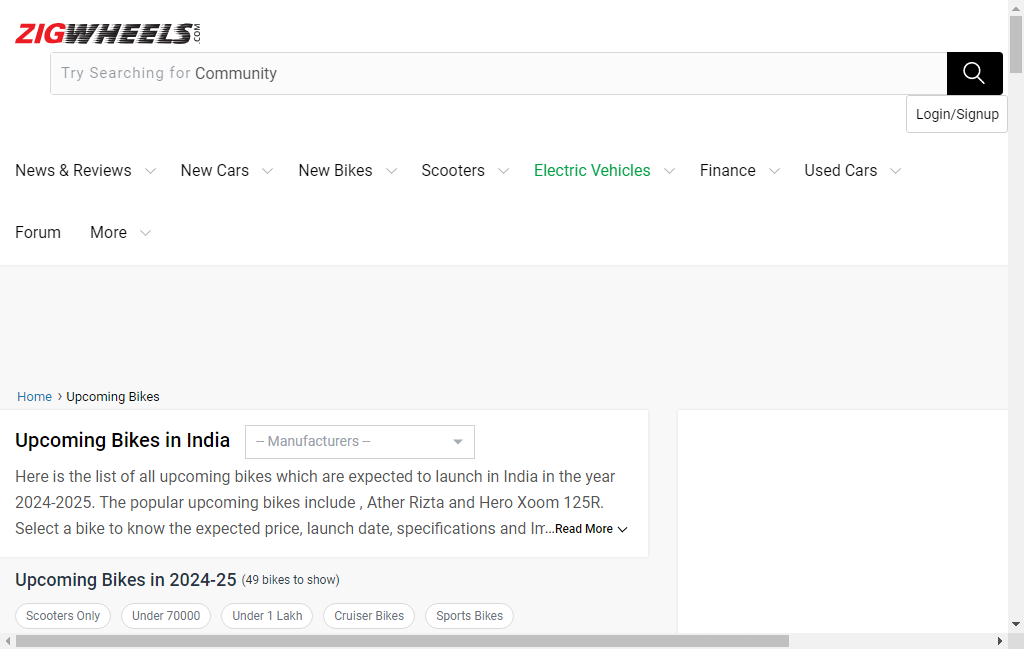 ZIGWHEELS.COM
Try Searching for Community
Login/Signup
News & Reviews New Cars New Bikes Scooters Electric Vehicles Finance Used Cars
Forum More
Home › Upcoming Bikes
Upcoming Bikes in India -- Manufacturers --
Here is the list of all upcoming bikes which are expected to launch in India in the year
2024-2025. The popular upcoming bikes include , Ather Rizta and Hero Xoom 125R.
Select a bike to know the expected price, launch date, specifications and Im...Read More
Upcoming Bikes in 2024-25 (49 bikes to show)
Scooters Only Under 70000 Under 1 Lakh Cruiser Bikes Sports Bikes